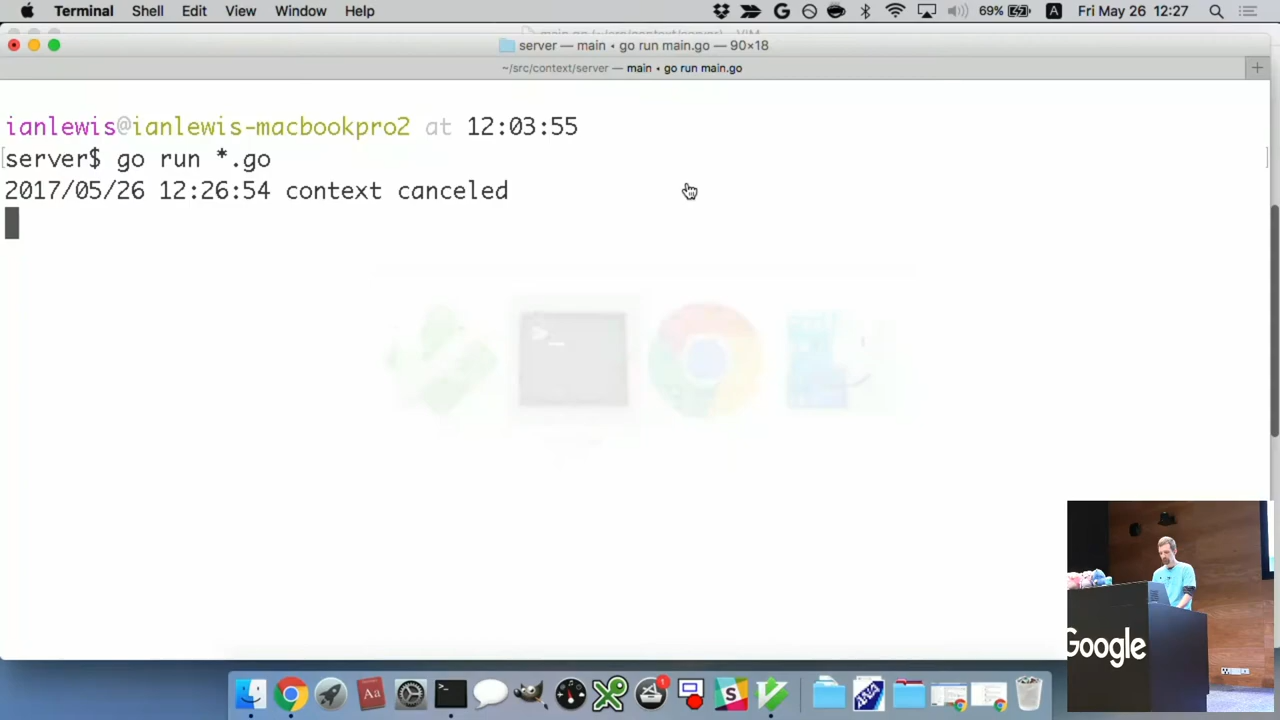 Terminal Shell Edit View Window Help 69% A Fri May 26 12:27
server — main • go run main.go — 90×18
~/src/context/server — main • go run main.go
ianlewis@ianlewis-macbookpro2 at 12:03:55
[server$ go run *.go ]
2017/05/26 12:26:54 context canceled
Google
Aa
1